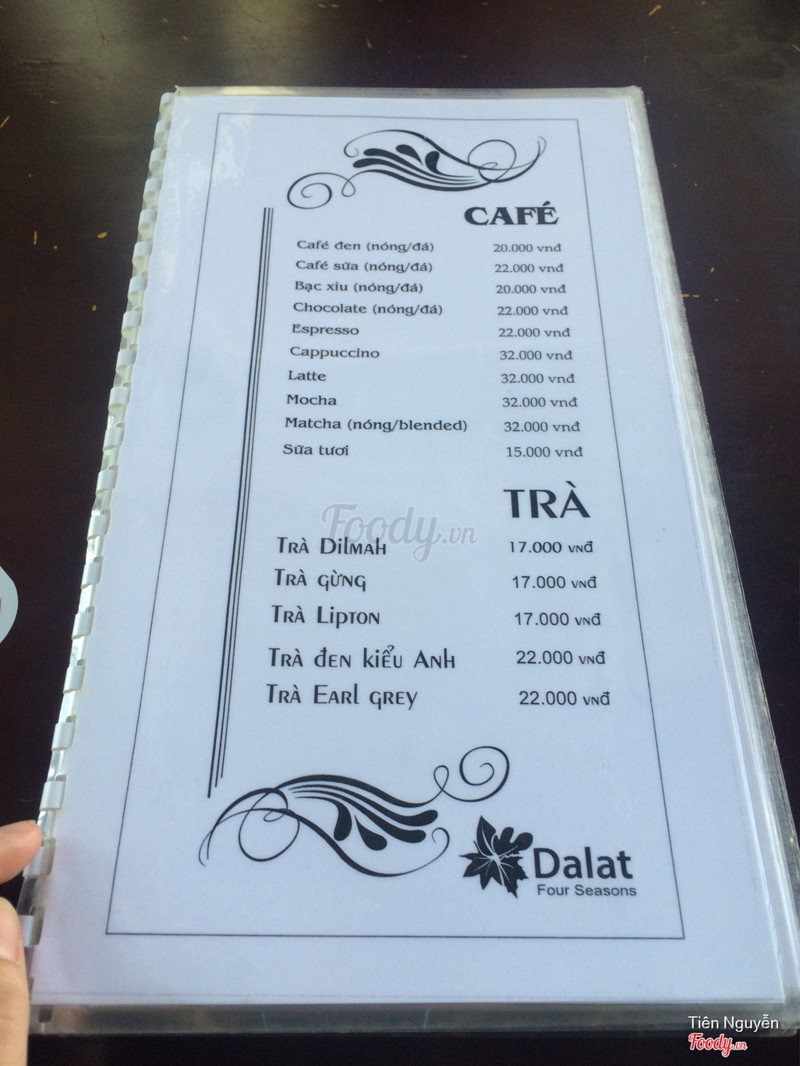 CAFÉ
Café đen (nóng/đá) 20.000 vnđ
Café sữa (nóng/đá) 22.000 vnđ
Bạc xỉu (nóng/đá) 20.000 vnđ
Chocolate (nóng/đá) 22.000 vnđ
Espresso 22.000 vnđ
Cappuccino 32.000 vnđ
Latte 32.000 vnđ
Mocha 32.000 vnđ
Matcha (nóng/blended) 32.000 vnđ
Sữa tươi 15.000 vnđ
TRÀ
Foody.vn
Trà Dilmah 17.000 vnđ
Trà gừng 17.000 vnđ
Trà Lipton 17.000 vnđ
Trà đen kiểu Anh 22.000 vnđ
Trà Earl grey 22.000 vnđ
Dalat
Four Seasons
Tiên Nguyễn
Foody.vn